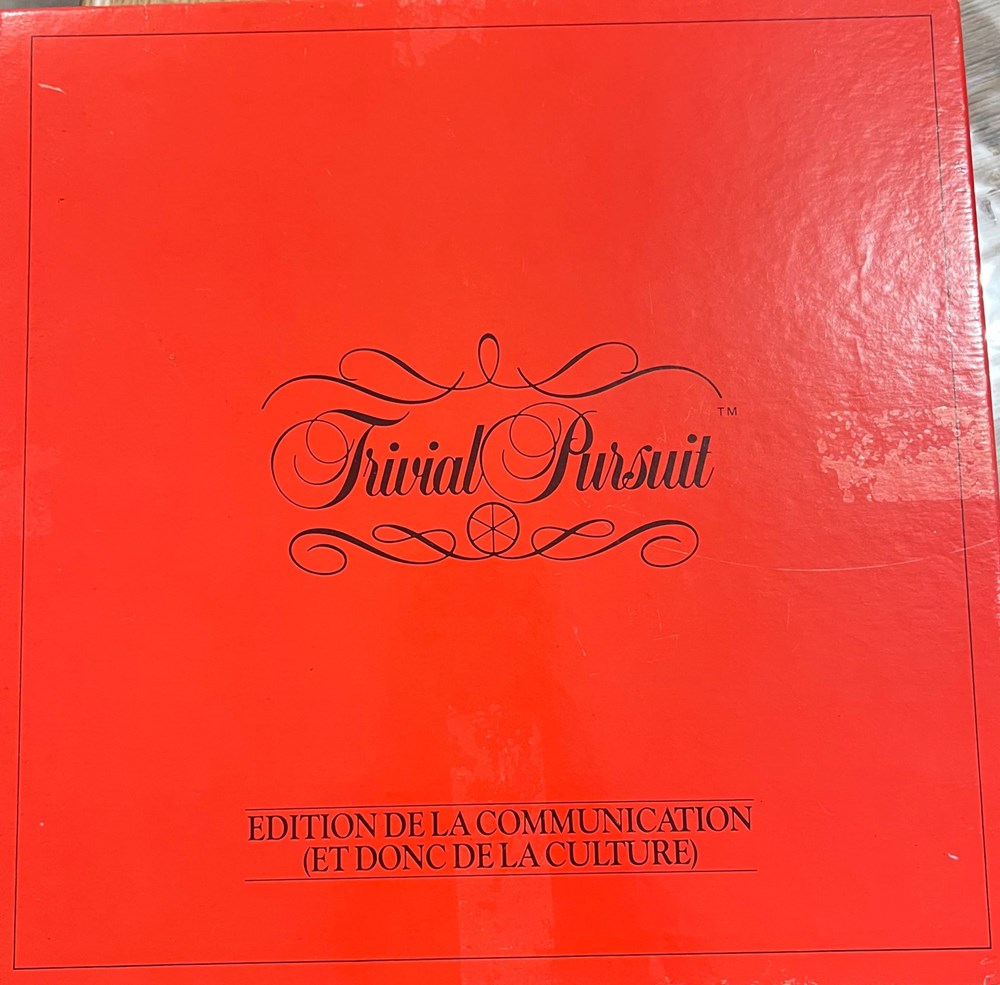 Trivial Pursuit™
EDITION DE LA COMMUNICATION
(ET DONC DE LA CULTURE)